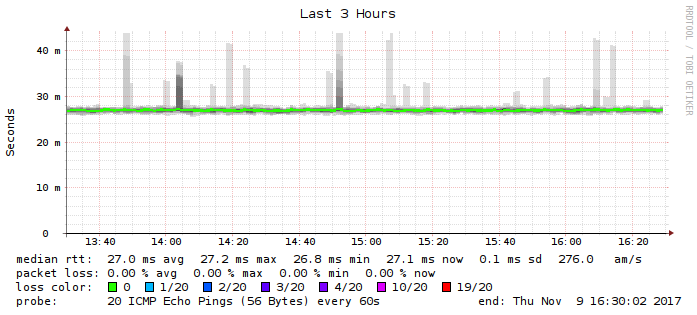 Last 3 Hours
RRDTOOL / TOBI OETIKER
Seconds
40 m
30 m
20 m
10 m
0
13:40 14:00 14:20 14:40 15:00 15:20 15:40 16:00 16:20
median rtt: 27.0 ms avg 27.2 ms max 26.8 ms min 27.1 ms now 0.1 ms sd 276.0 am/s
packet loss: 0.00 % avg 0.00 % max 0.00 % min 0.00 % now
loss color: 0 1/20 2/20 3/20 4/20 10/20 19/20
probe: 20 ICMP Echo Pings (56 Bytes) every 60s end: Thu Nov 9 16:30:02 2017